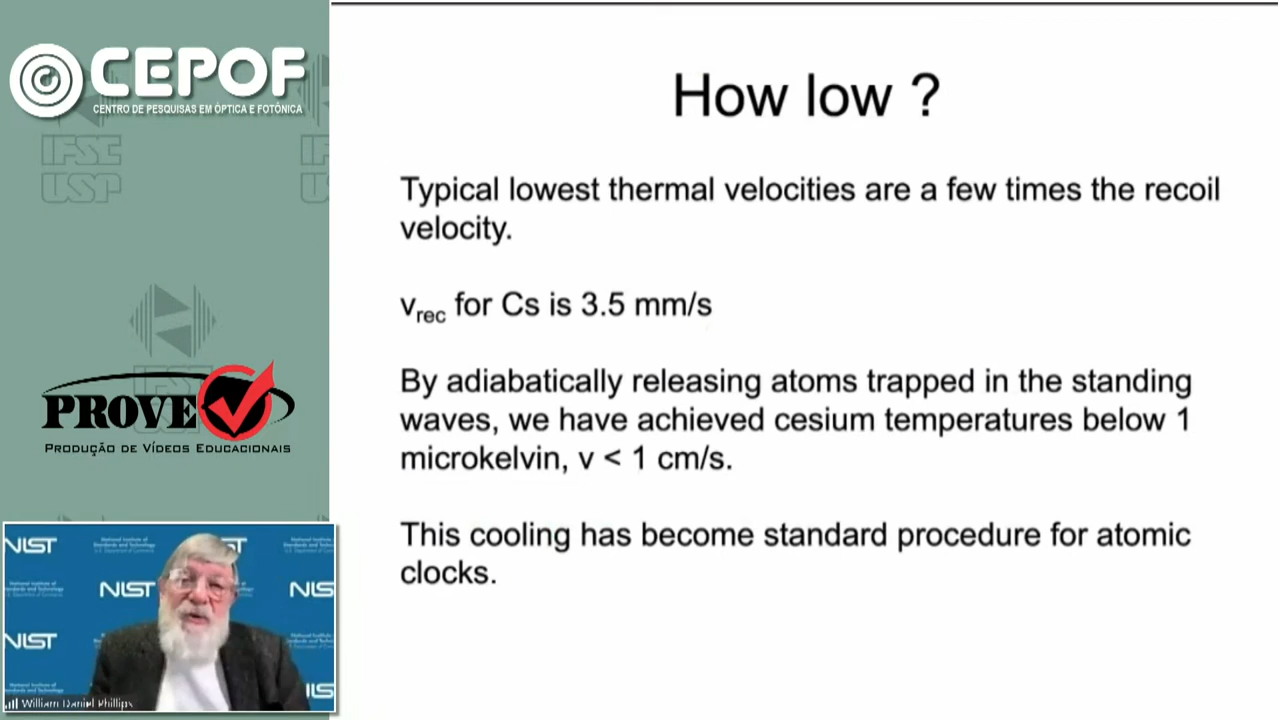 CEPOF
CENTRO DE PESQUISAS EM ÓPTICA E FOTÔNICA
IFSC
USP
PROVE
PRODUÇÃO DE VÍDEOS EDUCACIONAIS
How low ?
Typical lowest thermal velocities are a few times the recoil
velocity.
vrec for Cs is 3.5 mm/s
By adiabatically releasing atoms trapped in the standing
waves, we have achieved cesium temperatures below 1
microkelvin, v < 1 cm/s.
This cooling has become standard procedure for atomic
clocks.
NIST
NIST
NIST
William Daniel Phillips